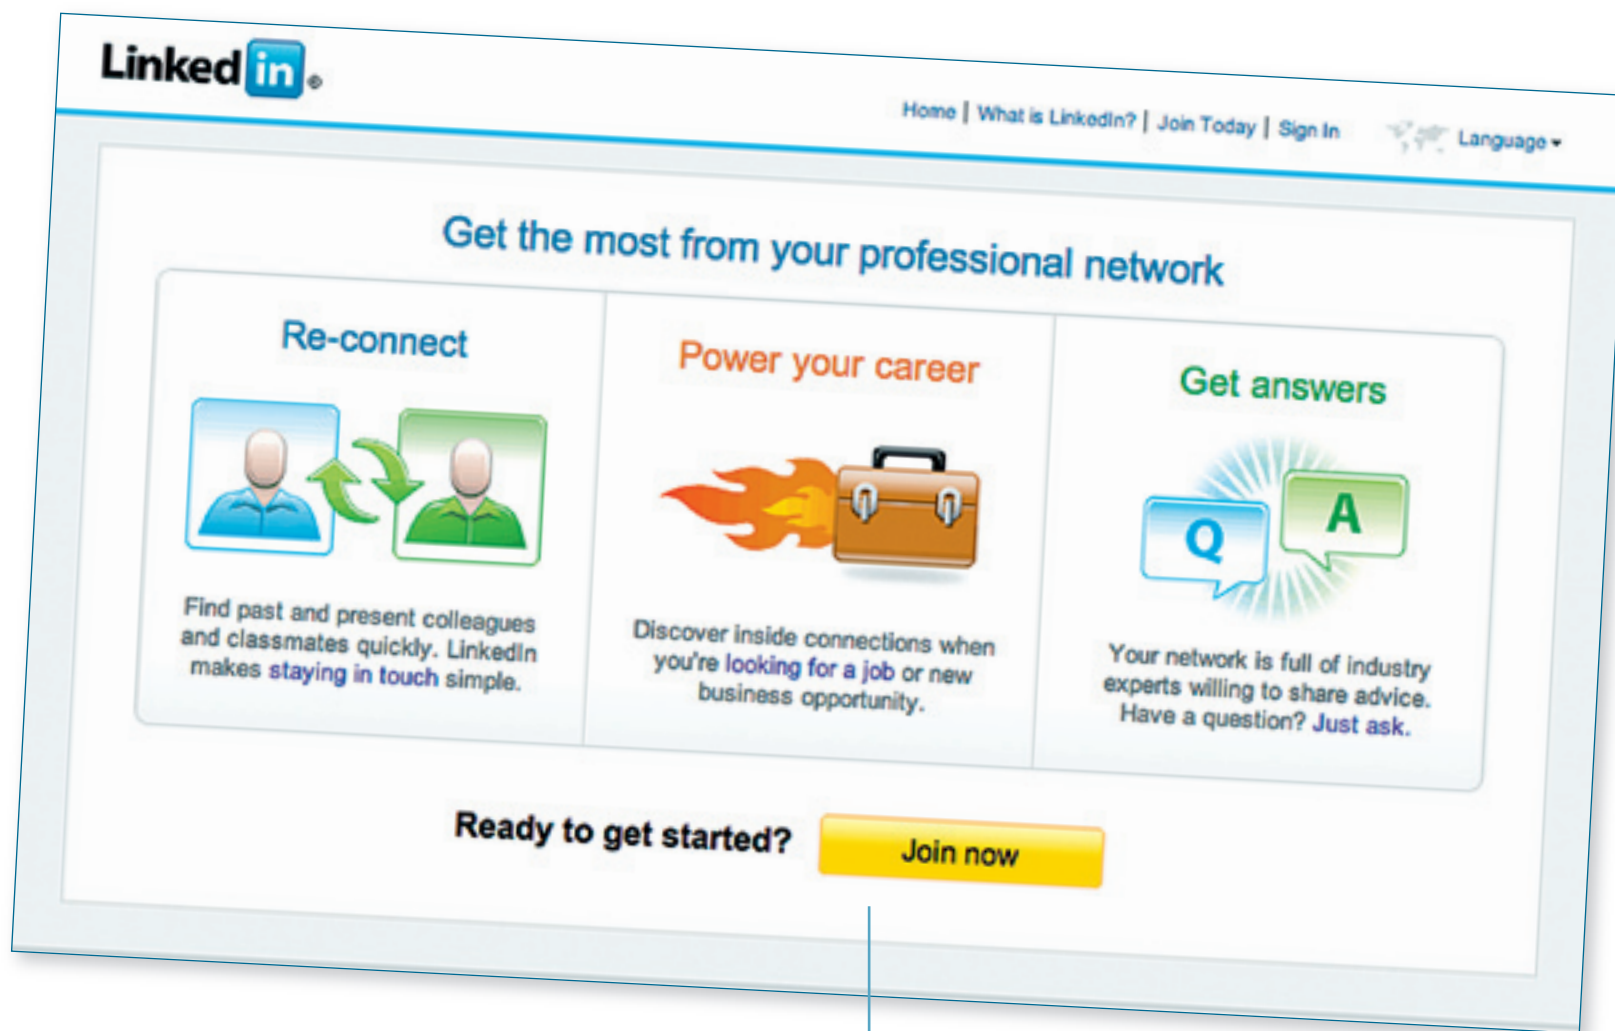 Linked in ®
Home | What is LinkedIn? | Join Today | Sign In Language
Get the most from your professional network
Re-connect
Find past and present colleagues
and classmates quickly. LinkedIn
makes staying in touch simple.
Power your career
Discover inside connections when
you're looking for a job or new
business opportunity.
Get answers
Q
A
Your network is full of industry
experts willing to share advice.
Have a question? Just ask.
Ready to get started? Join now